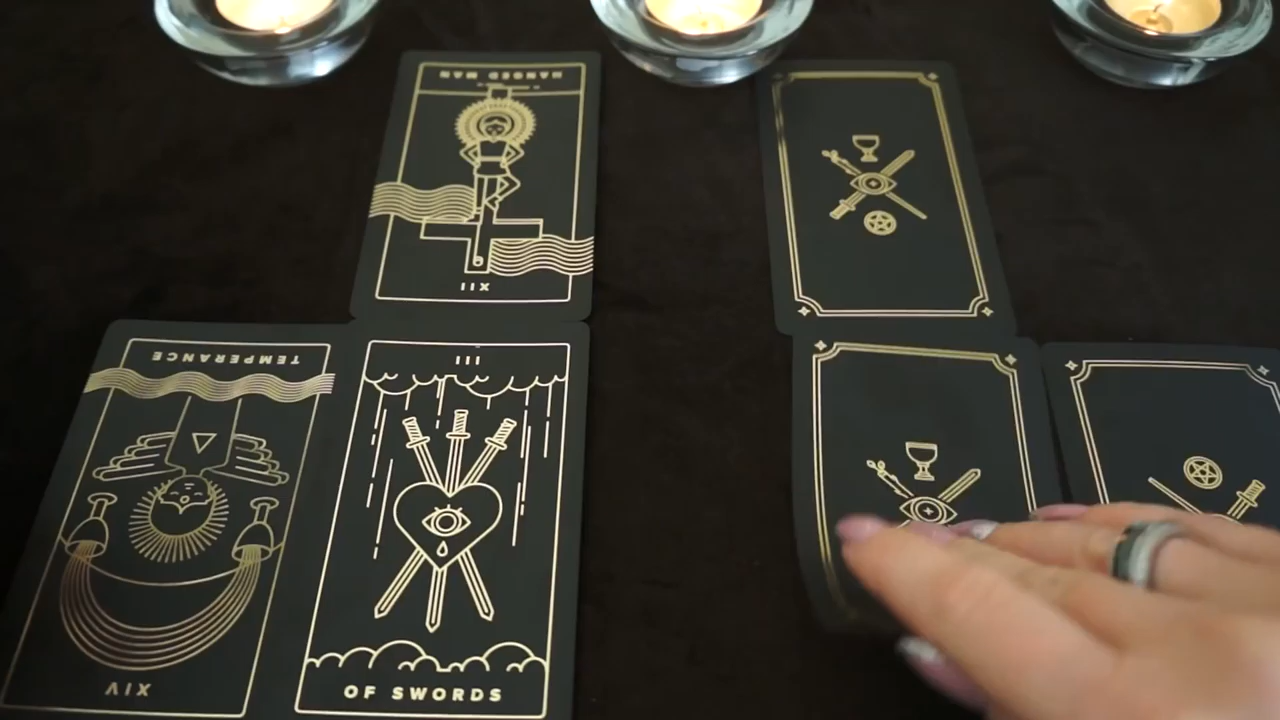 HANGED MAN
XII
TEMPERANCE
XIV
III
OF SWORDS